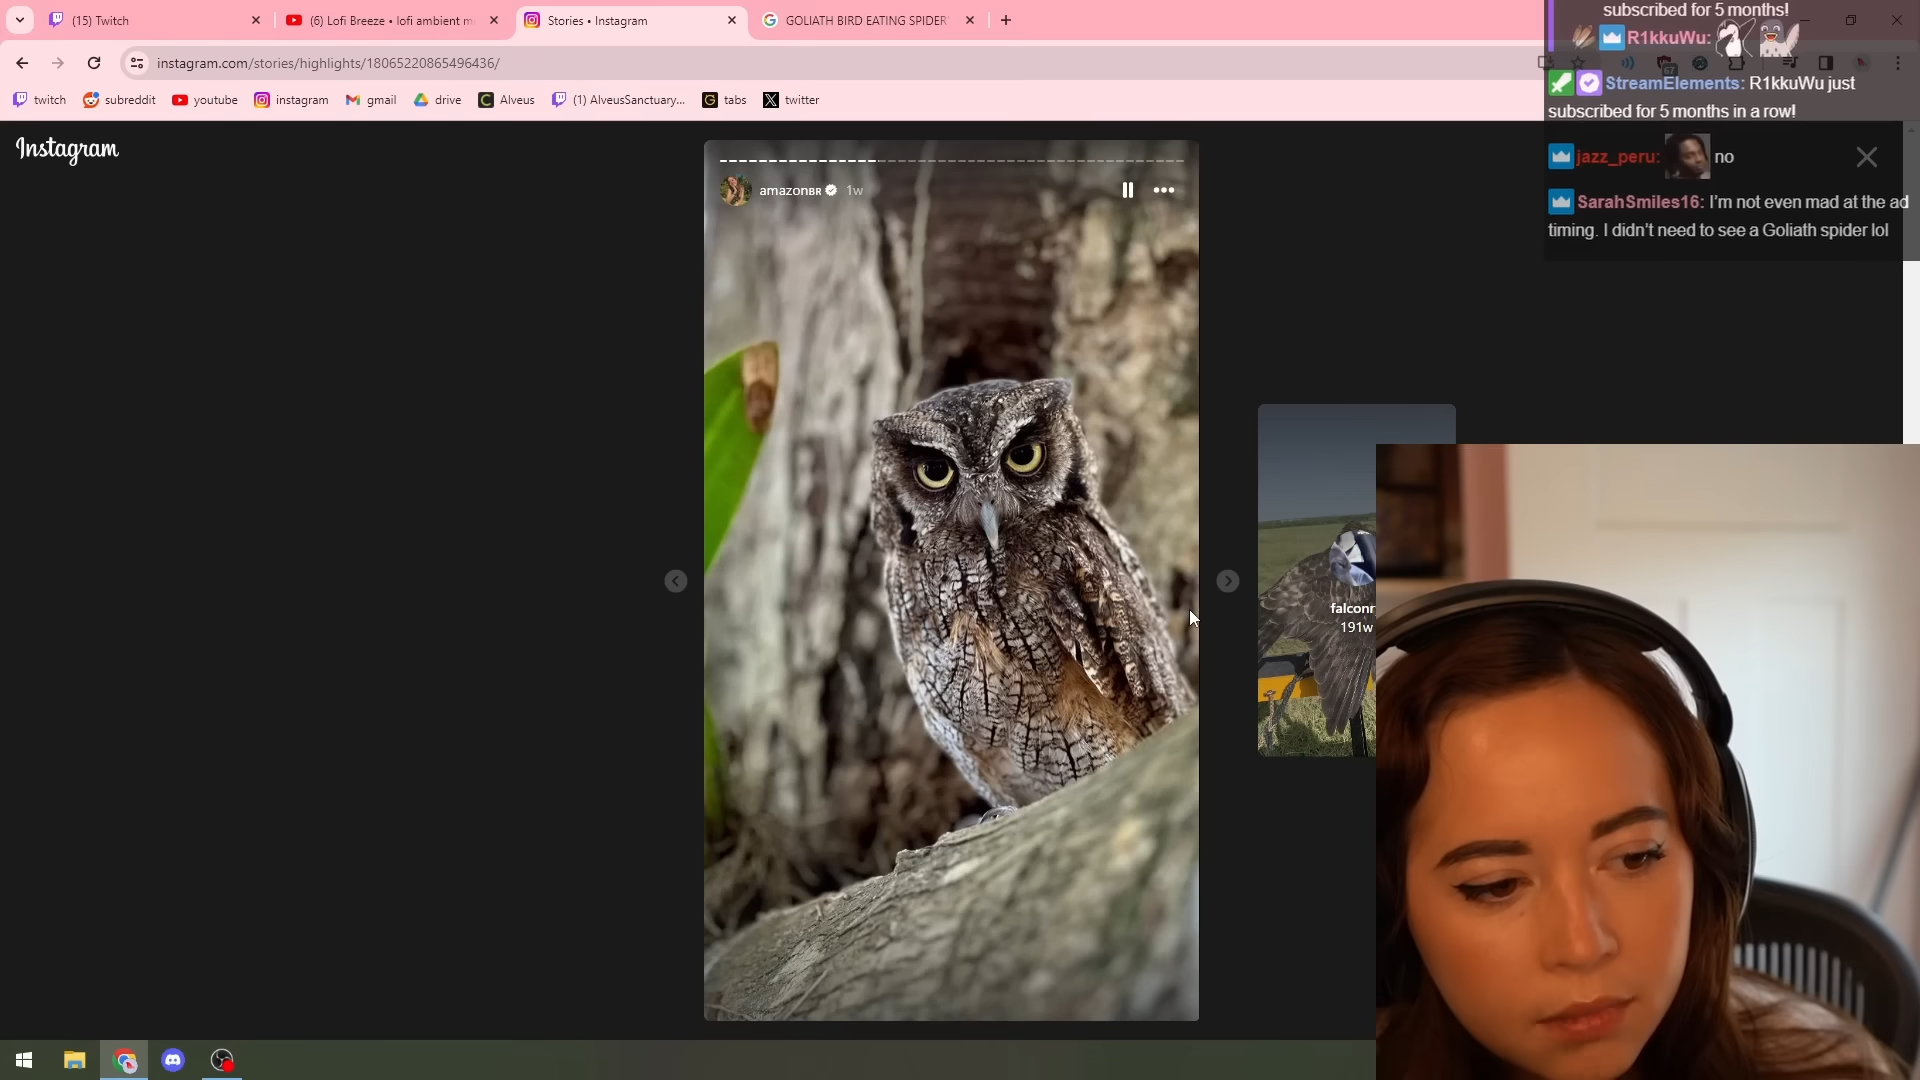 (15) Twitch
(6) Lofi Breeze • lofi ambient m
Stories • Instagram
GOLIATH BIRD EATING SPIDER
instagram.com/stories/highlights/18065220865496436/
twitch
subreddit
youtube
instagram
gmail
drive
Alveus
(1) AlveusSanctuary...
tabs
twitter
Instagram
amazonBR 1w
falconr
191w
subscribed for 5 months!
R1kkuWu:
StreamElements: R1kkuWu just
subscribed for 5 months in a row!
jazz_peru: no
SarahSmiles16: I'm not even mad at the ad
timing. I didn't need to see a Goliath spider lol